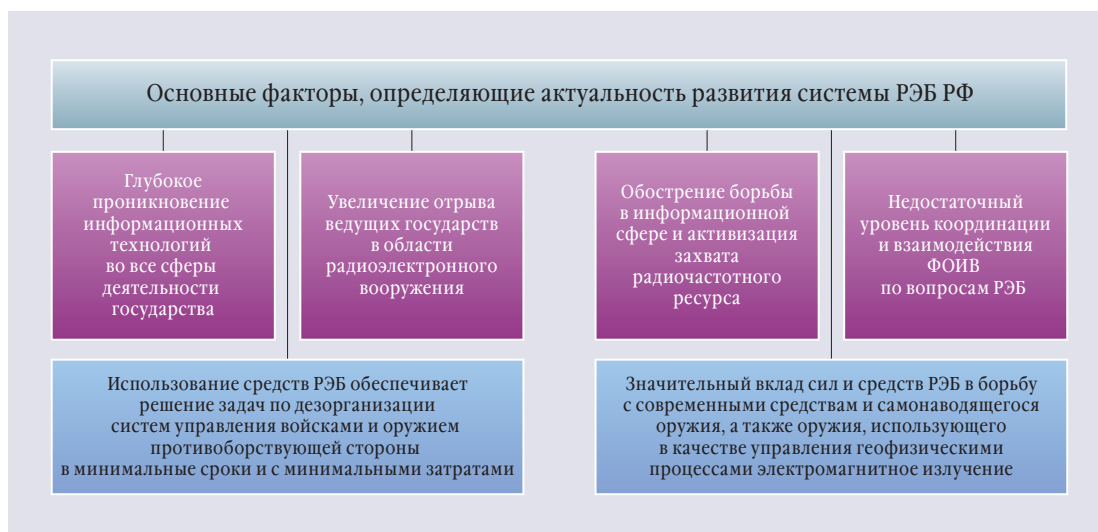 Основные факторы, определяющие актуальность развития системы РЭБ РФ
Глубокое
проникновение
информационных
технологий
во все сферы
деятельности
государства
Увеличение отрыва
ведущих государств
в области
радиоэлектронного
вооружения
Обострение борьбы
в информационной
сфере и активизация
захвата
радиочастотного
ресурса
Недостаточный
уровень координации
и взаимодействия
ФОИВ
по вопросам РЭБ
Использование средств РЭБ обеспечивает
решение задач по дезорганизации
систем управления войсками и оружием
противоборствующей стороны
в минимальные сроки и с минимальными затратами
Значительный вклад сил и средств РЭБ в борьбу
с современными средствам и самонаводящегося
оружия, а также оружия, использующего
в качестве управления геофизическими
процессами электромагнитное излучение